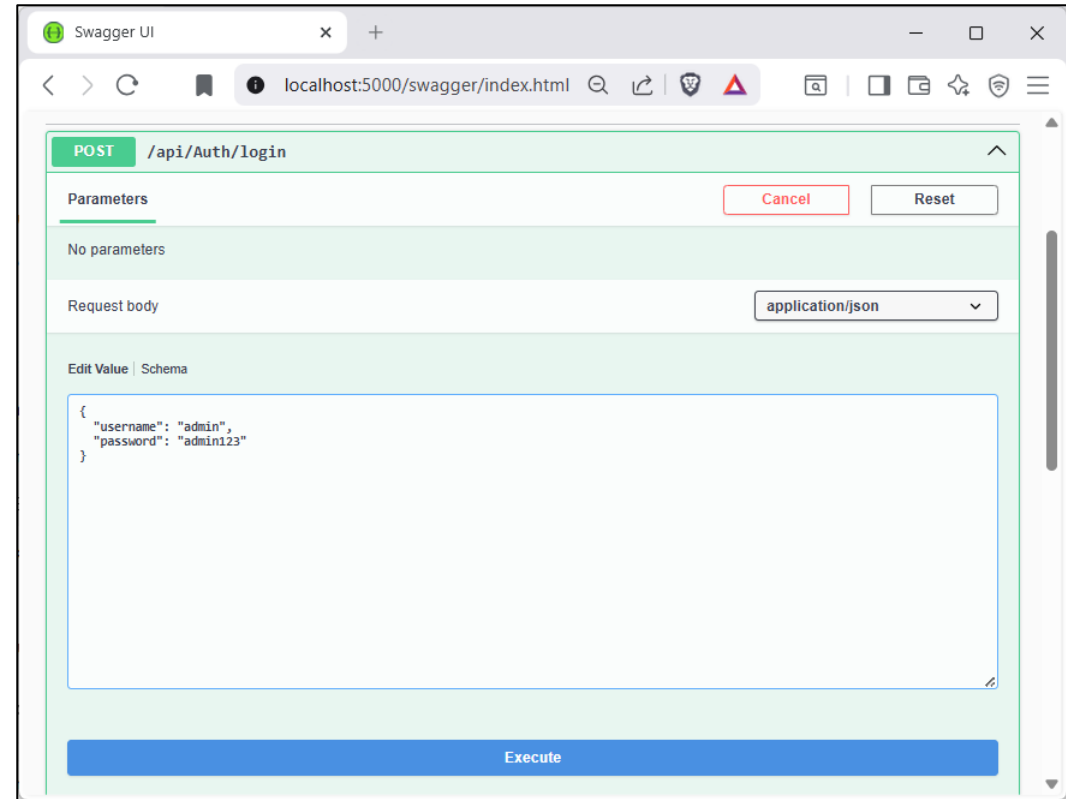 Swagger UI
localhost:5000/swagger/index.html
POST /api/Auth/login
Parameters
Cancel
Reset
No parameters
Request body
application/json
Edit Value | Schema
{
"username": "admin",
"password": "admin123"
}
Execute